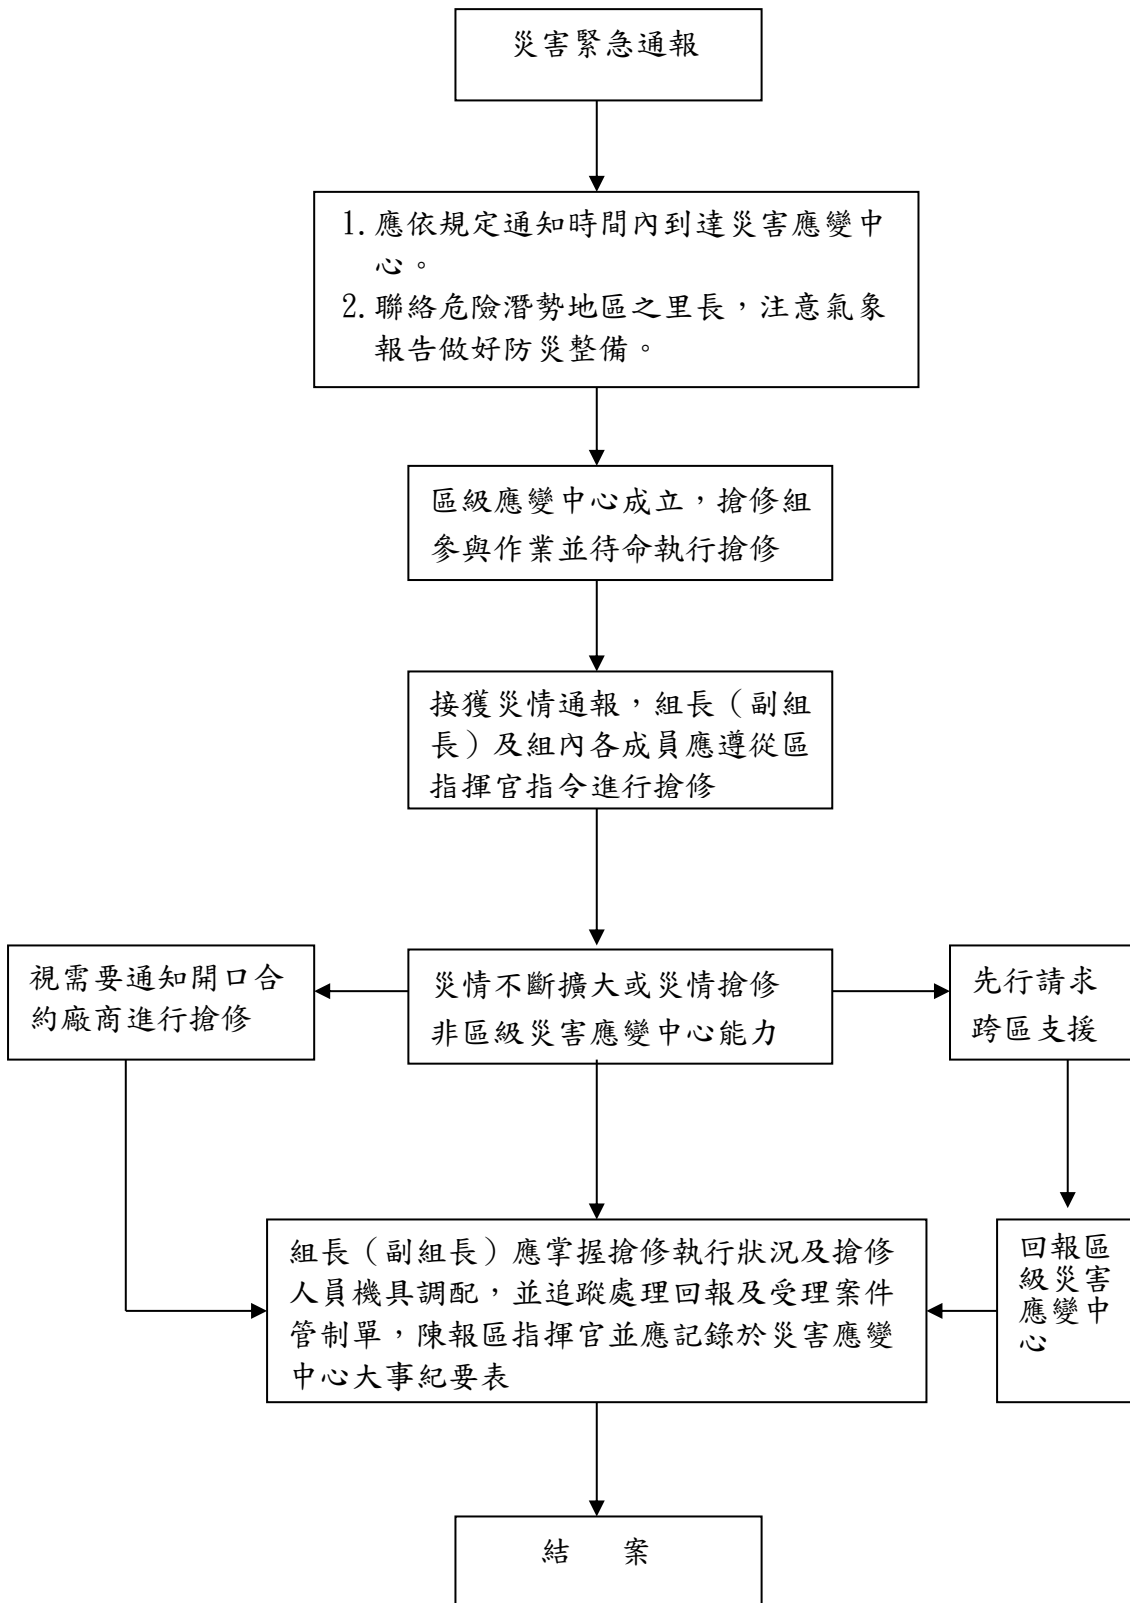 災害緊急通報
1. 應依規定通知時間內到達災害應變中
心。
2. 聯絡危險潛勢地區之里長，注意氣象
報告做好防災整備。
區級應變中心成立，搶修組
參與作業並待命執行搶修
接獲災情通報，組長（副組
長）及組內各成員應遵從區
指揮官指令進行搶修
視需要通知開口合
約廠商進行搶修
災情不斷擴大或災情搶修
非區級災害應變中心能力
先行請求
跨區支援
組長（副組長）應掌握搶修執行狀況及搶修
人員機具調配，並追蹤處理回報及受理案件
管制單，陳報區指揮官並應記錄於災害應變
中心大事紀要表
回報區
級災害
應變中
心
結　案